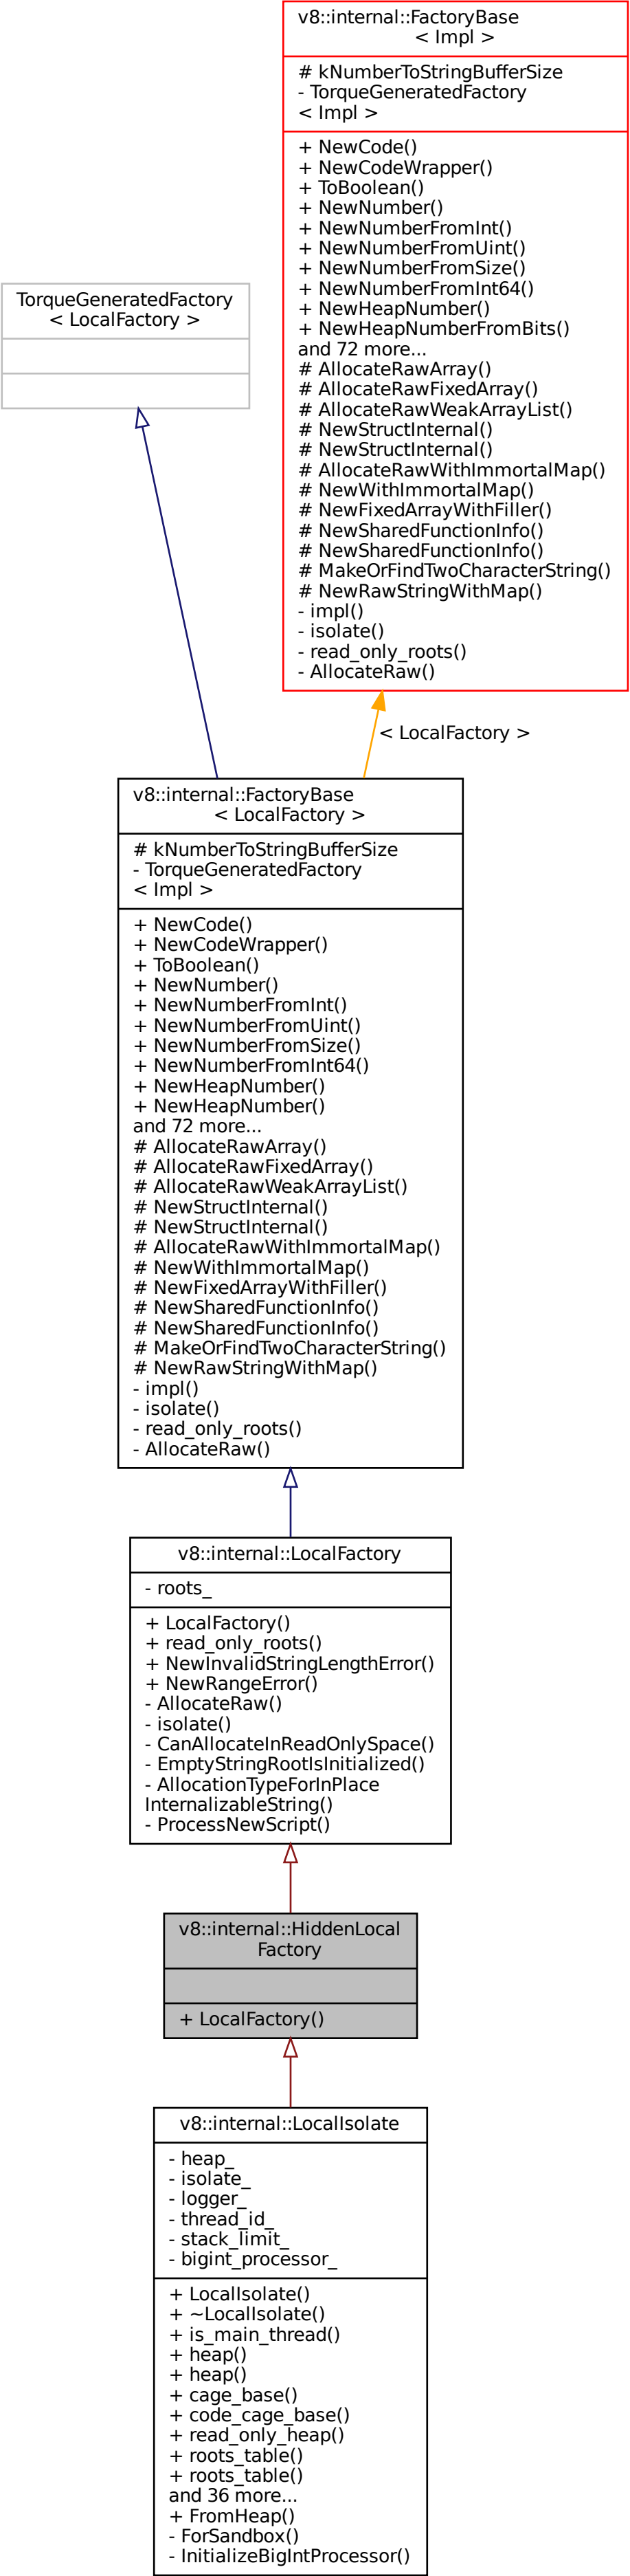 v8::internal::FactoryBase
< Impl >
# kNumberToStringBufferSize
- TorqueGeneratedFactory
< Impl >
+ NewCode()
+ NewCodeWrapper()
+ ToBoolean()
+ NewNumber()
+ NewNumberFromInt()
+ NewNumberFromUint()
+ NewNumberFromSize()
+ NewNumberFromInt64()
+ NewHeapNumber()
+ NewHeapNumberFromBits()
and 72 more...
# AllocateRawArray()
# AllocateRawFixedArray()
# AllocateRawWeakArrayList()
# NewStructInternal()
# NewStructInternal()
# AllocateRawWithImmortalMap()
# NewWithImmortalMap()
# NewFixedArrayWithFiller()
# NewSharedFunctionInfo()
# NewSharedFunctionInfo()
# MakeOrFindTwoCharacterString()
# NewRawStringWithMap()
- impl()
- isolate()
- read_only_roots()
- AllocateRaw()
TorqueGeneratedFactory
< LocalFactory >
< LocalFactory >
v8::internal::FactoryBase
< LocalFactory >
# kNumberToStringBufferSize
- TorqueGeneratedFactory
< Impl >
+ NewCode()
+ NewCodeWrapper()
+ ToBoolean()
+ NewNumber()
+ NewNumberFromInt()
+ NewNumberFromUint()
+ NewNumberFromSize()
+ NewNumberFromInt64()
+ NewHeapNumber()
+ NewHeapNumber()
and 72 more...
# AllocateRawArray()
# AllocateRawFixedArray()
# AllocateRawWeakArrayList()
# NewStructInternal()
# NewStructInternal()
# AllocateRawWithImmortalMap()
# NewWithImmortalMap()
# NewFixedArrayWithFiller()
# NewSharedFunctionInfo()
# NewSharedFunctionInfo()
# MakeOrFindTwoCharacterString()
# NewRawStringWithMap()
- impl()
- isolate()
- read_only_roots()
- AllocateRaw()
v8::internal::LocalFactory
- roots_
+ LocalFactory()
+ read_only_roots()
+ NewInvalidStringLengthError()
+ NewRangeError()
- AllocateRaw()
- isolate()
- CanAllocateInReadOnlySpace()
- EmptyStringRootIsInitialized()
- AllocationTypeForInPlace
InternalizableString()
- ProcessNewScript()
v8::internal::HiddenLocal
Factory
+ LocalFactory()
v8::internal::LocalIsolate
- heap_
- isolate_
- logger_
- thread_id_
- stack_limit_
- bigint_processor_
+ LocalIsolate()
+ ~LocalIsolate()
+ is_main_thread()
+ heap()
+ heap()
+ cage_base()
+ code_cage_base()
+ read_only_heap()
+ roots_table()
+ roots_table()
and 36 more...
+ FromHeap()
- ForSandbox()
- InitializeBigIntProcessor()